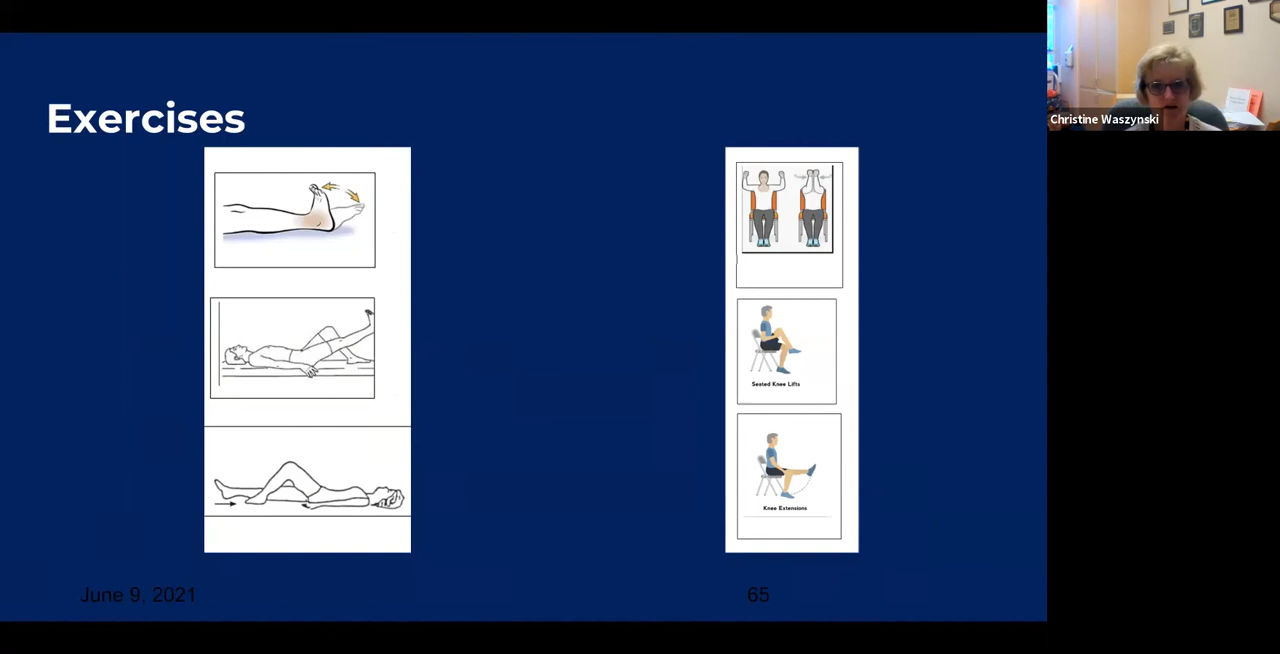 Exercises
Christine Waszynski
Seated Knee Lifts
Knee Extensions
June 9, 2021
65